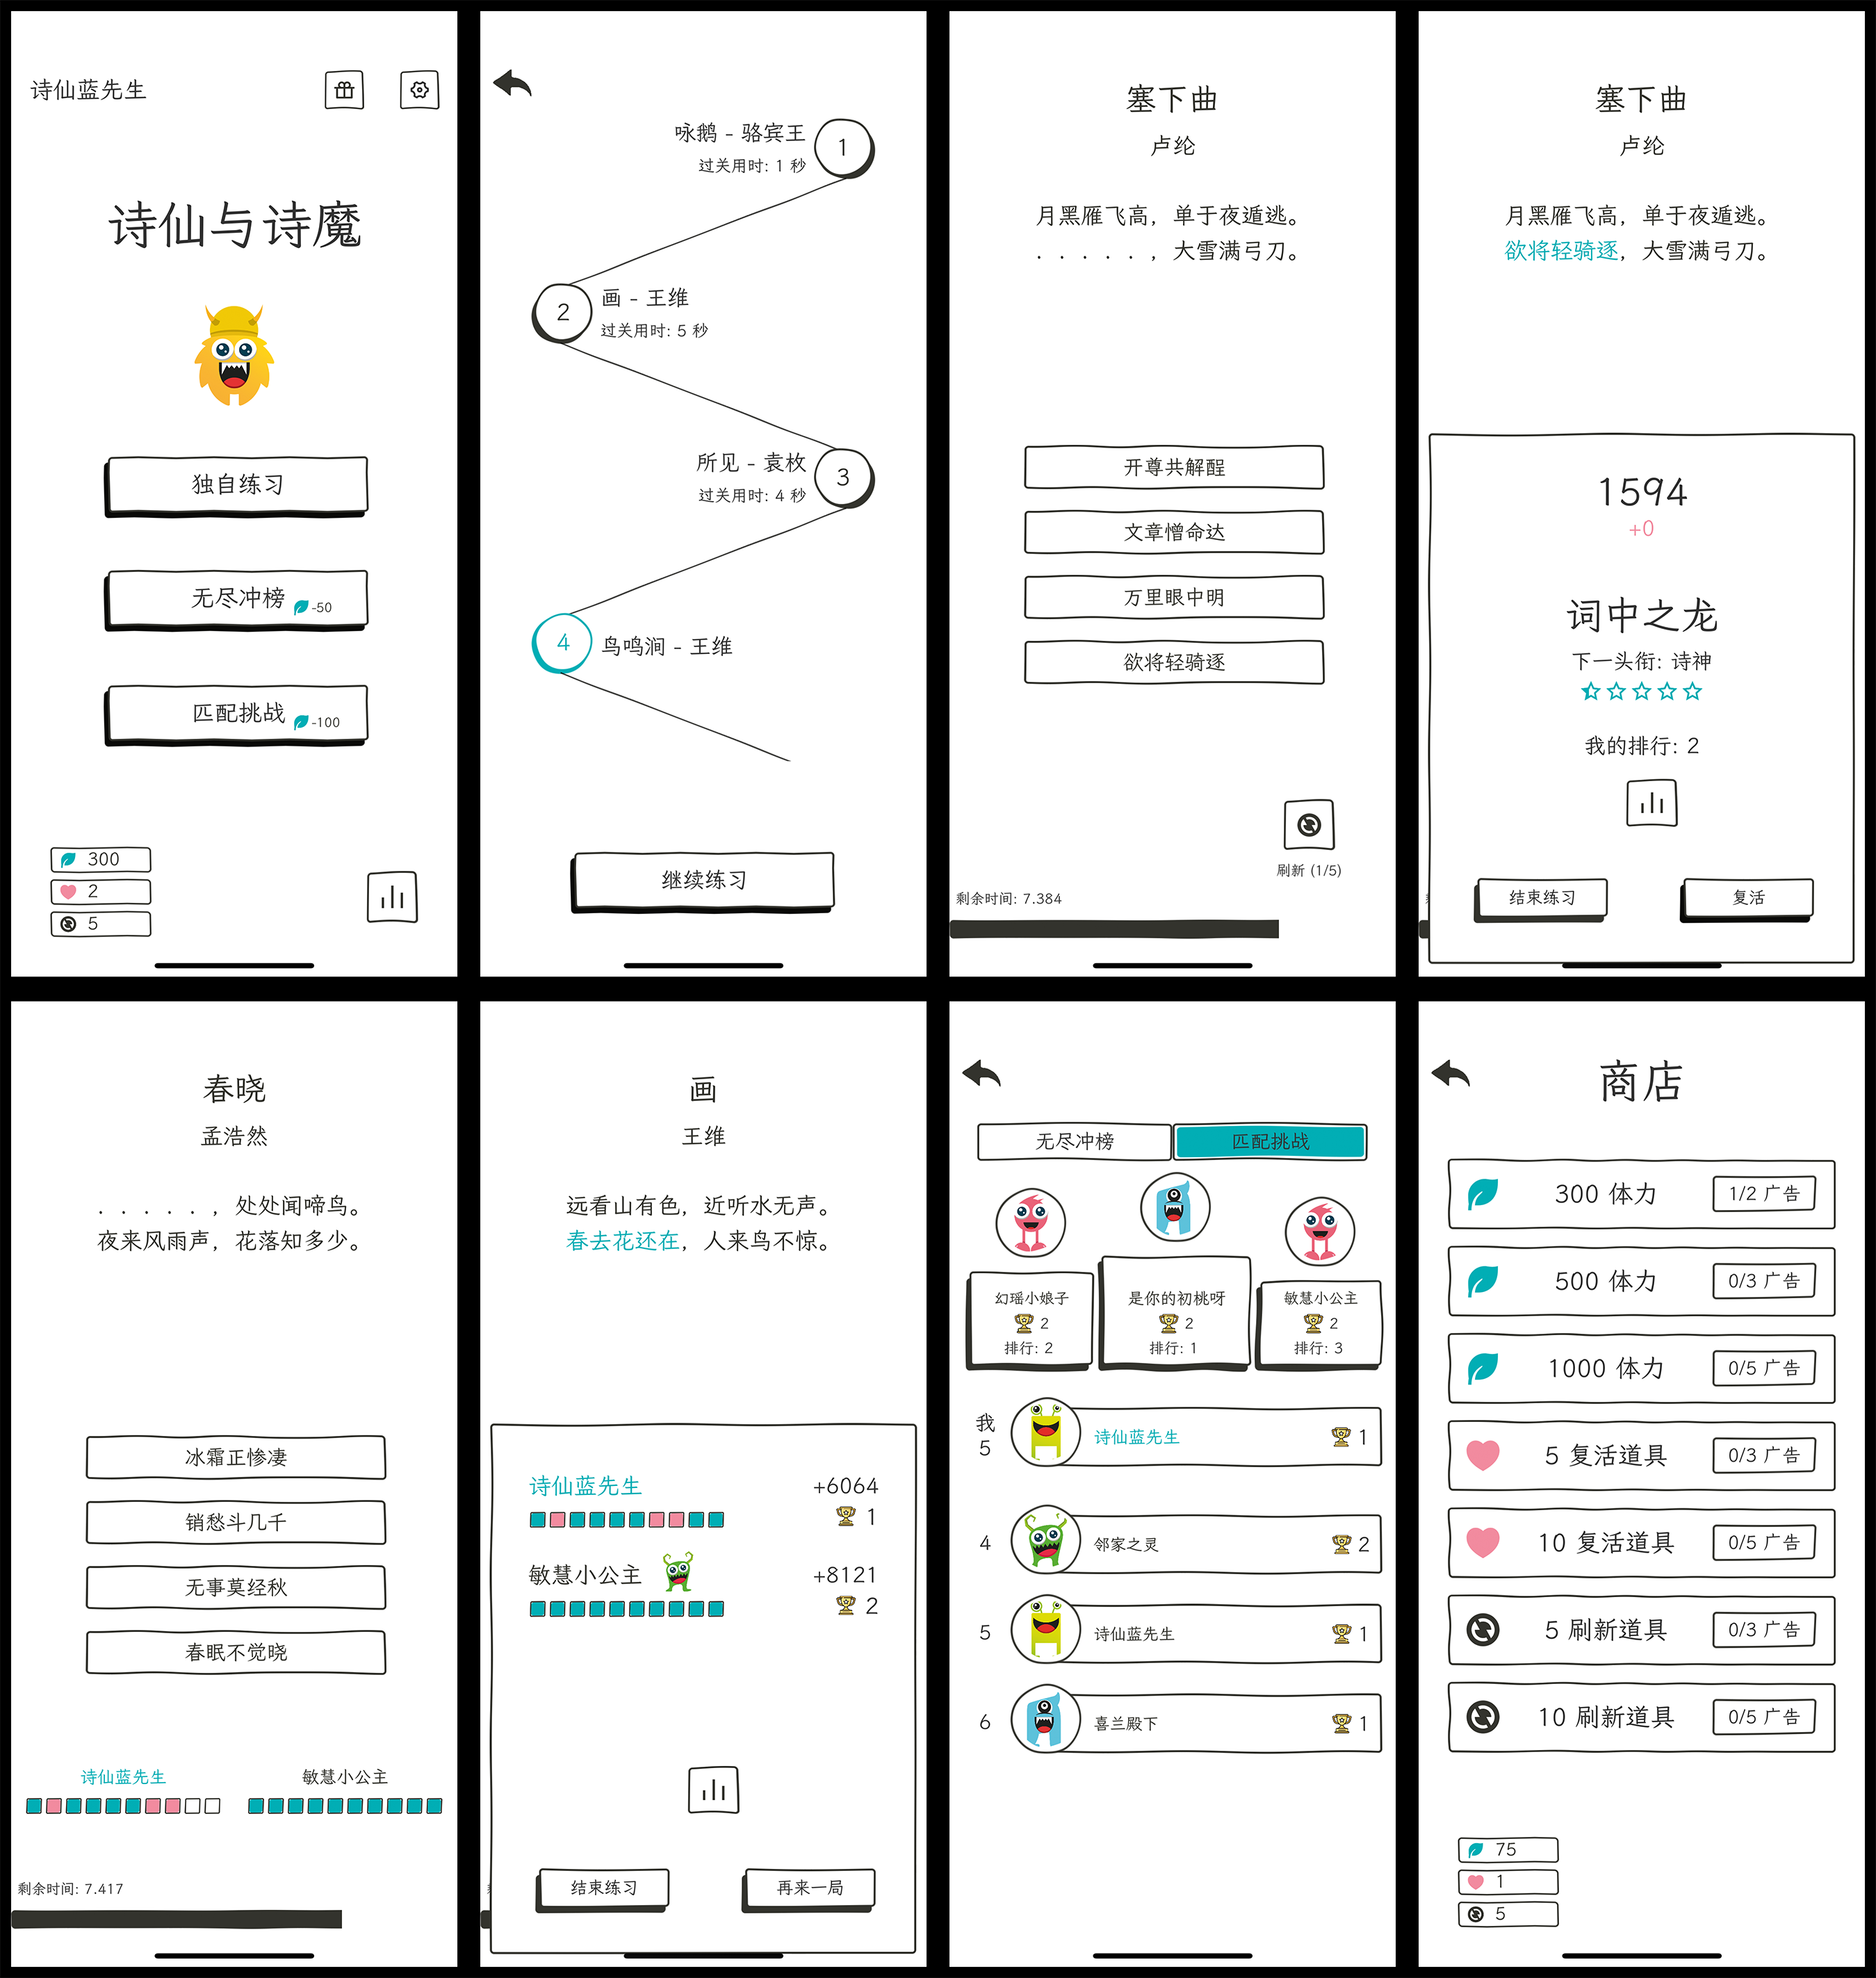 诗仙蓝先生
诗仙与诗魔
独自练习
无尽冲榜 -50
匹配挑战 -100
300
2
5
咏鹅 - 骆宾王 1
过关用时: 1 秒
2 画 - 王维
过关用时: 5 秒
所见 - 袁枚 3
过关用时: 4 秒
4 鸟鸣涧 - 王维
继续练习
塞下曲
卢纶
月黑雁飞高，单于夜遁逃。
. . . . . ，大雪满弓刀。
开尊共解酲
文章憎命达
万里眼中明
欲将轻骑逐
刷新 (1/5)
剩余时间: 7.384
塞下曲
卢纶
月黑雁飞高，单于夜遁逃。
欲将轻骑逐，大雪满弓刀。
1594
+0
词中之龙
下一头衔: 诗神
我的排行: 2
结束练习 复活
春晓
孟浩然
. . . . . ，处处闻啼鸟。
夜来风雨声，花落知多少。
冰霜正惨凄
销愁斗几千
无事莫经秋
春眠不觉晓
诗仙蓝先生 敏慧小公主
剩余时间: 7.417
画
王维
远看山有色，近听水无声。
春去花还在，人来鸟不惊。
诗仙蓝先生 +6064
1
敏慧小公主 +8121
2
结束练习 再来一局
无尽冲榜 匹配挑战
幻瑶小娘子
2
排行: 2
是你的初桃呀
2
排行: 1
敏慧小公主
2
排行: 3
我
5 诗仙蓝先生 1
4 邻家之灵 2
5 诗仙蓝先生 1
6 喜兰殿下 1
商店
300 体力 1/2 广告
500 体力 0/3 广告
1000 体力 0/5 广告
5 复活道具 0/3 广告
10 复活道具 0/5 广告
5 刷新道具 0/3 广告
10 刷新道具 0/5 广告
75
1
5